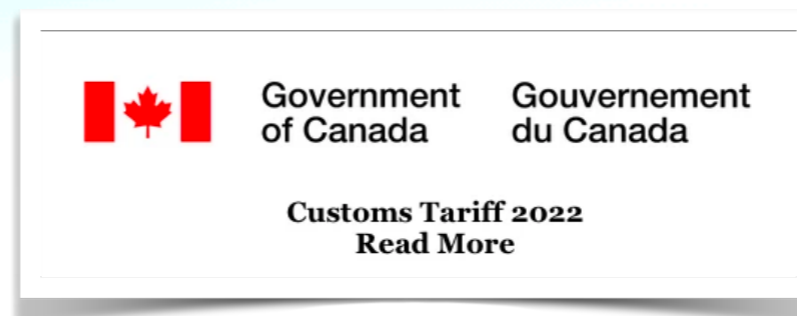 Government of Canada
Gouvernement du Canada
Customs Tariff 2022
Read More